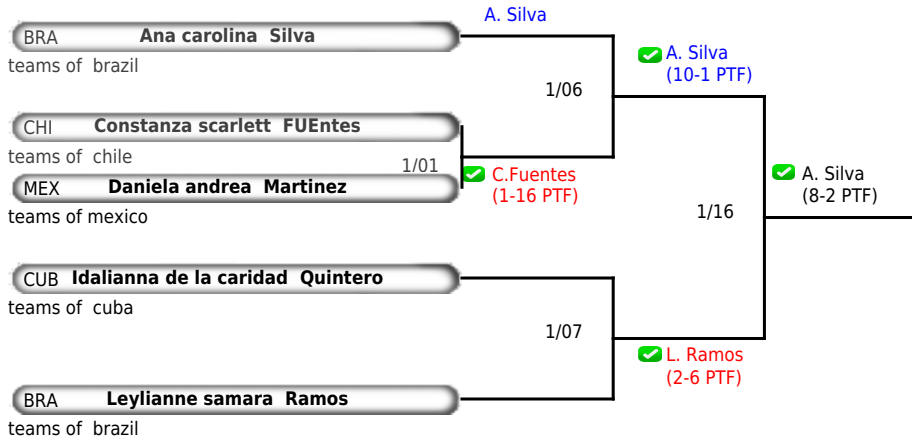 A. Silva
BRA Ana carolina Silva
teams of brazil
A. Silva
(10-1 PTF)
1/06
CHI Constanza scarlett FUEntes
teams of chile
1/01
C.Fuentes
(1-16 PTF)
MEX Daniela andrea Martinez
teams of mexico
A. Silva
(8-2 PTF)
1/16
CUB Idalianna de la caridad Quintero
teams of cuba
1/07
L. Ramos
(2-6 PTF)
BRA Leylianne samara Ramos
teams of brazil